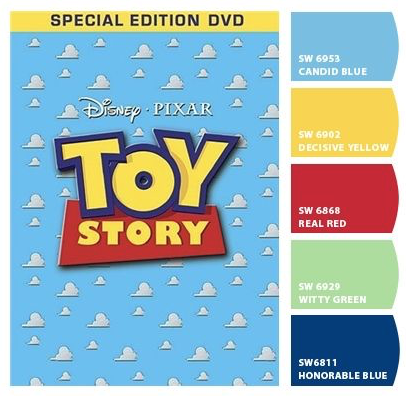 SPECIAL EDITION DVD
Disney · PIXAR
TOY
STORY
SW 6953
CANDID BLUE
SW 6902
DECISIVE YELLOW
SW 6868
REAL RED
SW 6929
WITTY GREEN
SW6811
HONORABLE BLUE